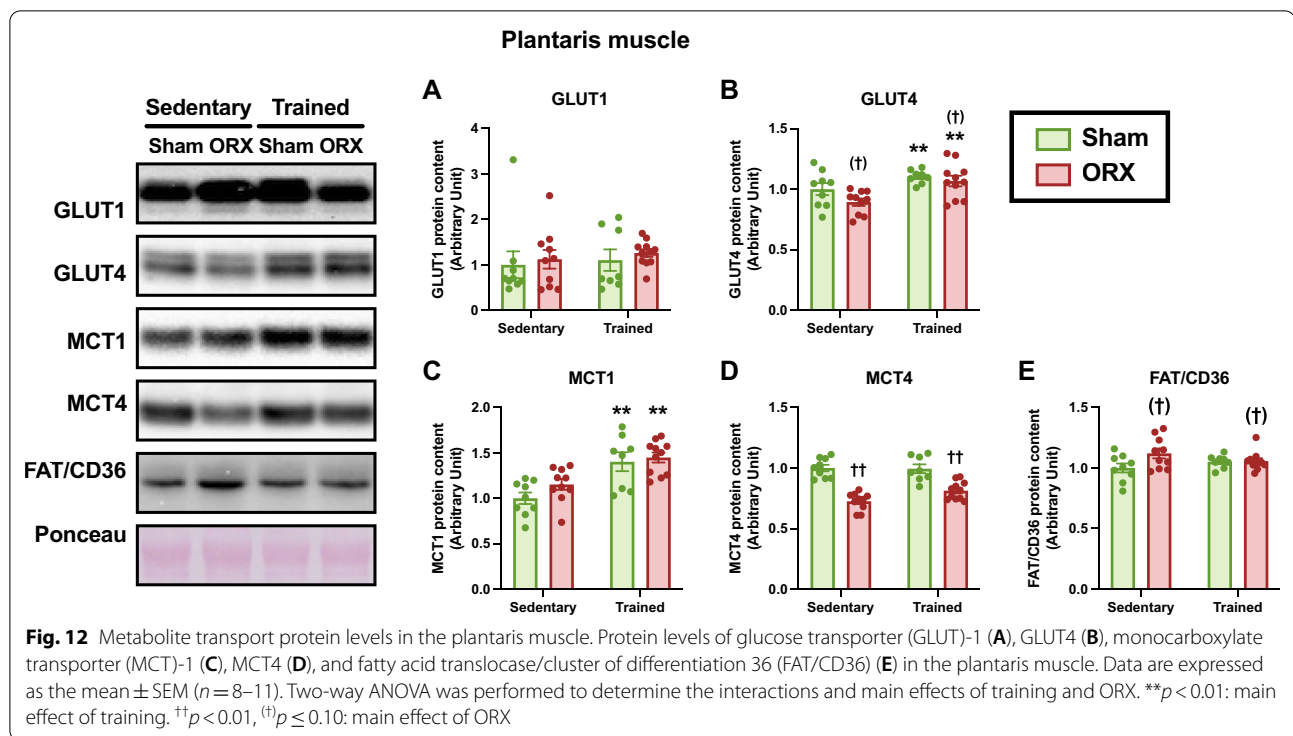 Plantaris muscle
Sedentary Trained
Sham ORX Sham ORX
GLUT1
GLUT4
MCT1
MCT4
FAT/CD36
Ponceau
A
GLUT1
GLUT1 protein content
(Arbitrary Unit)
4
3
2
1
0
Sedentary Trained
B
GLUT4
GLUT4 protein content
(Arbitrary Unit)
1.5
1.0
0.5
0.0
(†)
**
(†)
**
Sedentary Trained
Sham
ORX
C
MCT1
MCT1 protein content
(Arbitrary Unit)
2.0
1.5
1.0
0.5
0.0
** **
Sedentary Trained
D
MCT4
MCT4 protein content
(Arbitrary Unit)
1.5
1.0
0.5
0.0
†† ††
Sedentary Trained
E
FAT/CD36
FAT/CD36 protein content
(Arbitrary Unit)
1.5
1.0
0.5
0.0
(†) (†)
Sedentary Trained
Fig. 12 Metabolite transport protein levels in the plantaris muscle. Protein levels of glucose transporter (GLUT)-1 (A), GLUT4 (B), monocarboxylate
transporter (MCT)-1 (C), MCT4 (D), and fatty acid translocase/cluster of differentiation 36 (FAT/CD36) (E) in the plantaris muscle. Data are expressed
as the mean ± SEM (n = 8–11). Two-way ANOVA was performed to determine the interactions and main effects of training and ORX. **p < 0.01: main
effect of training. ††p < 0.01, (†)p ≤ 0.10: main effect of ORX